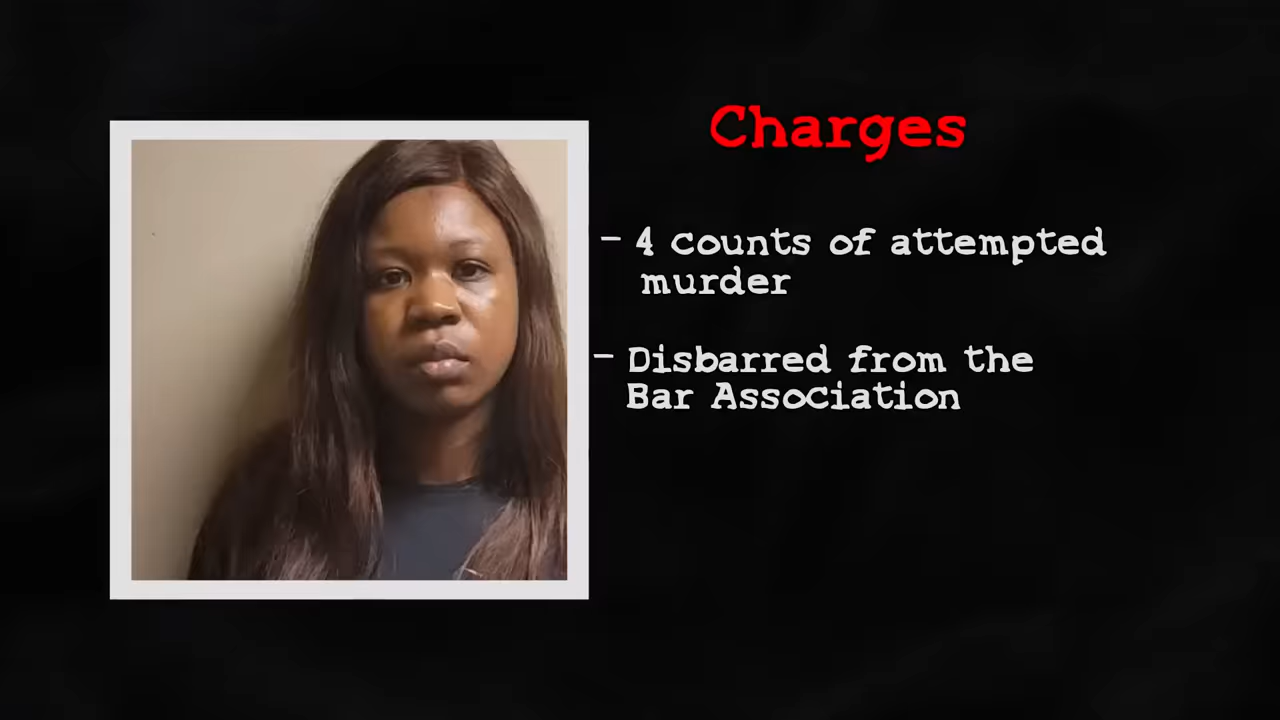 Charges
- 4 counts of attempted
murder
- Disbarred from the
Bar Association